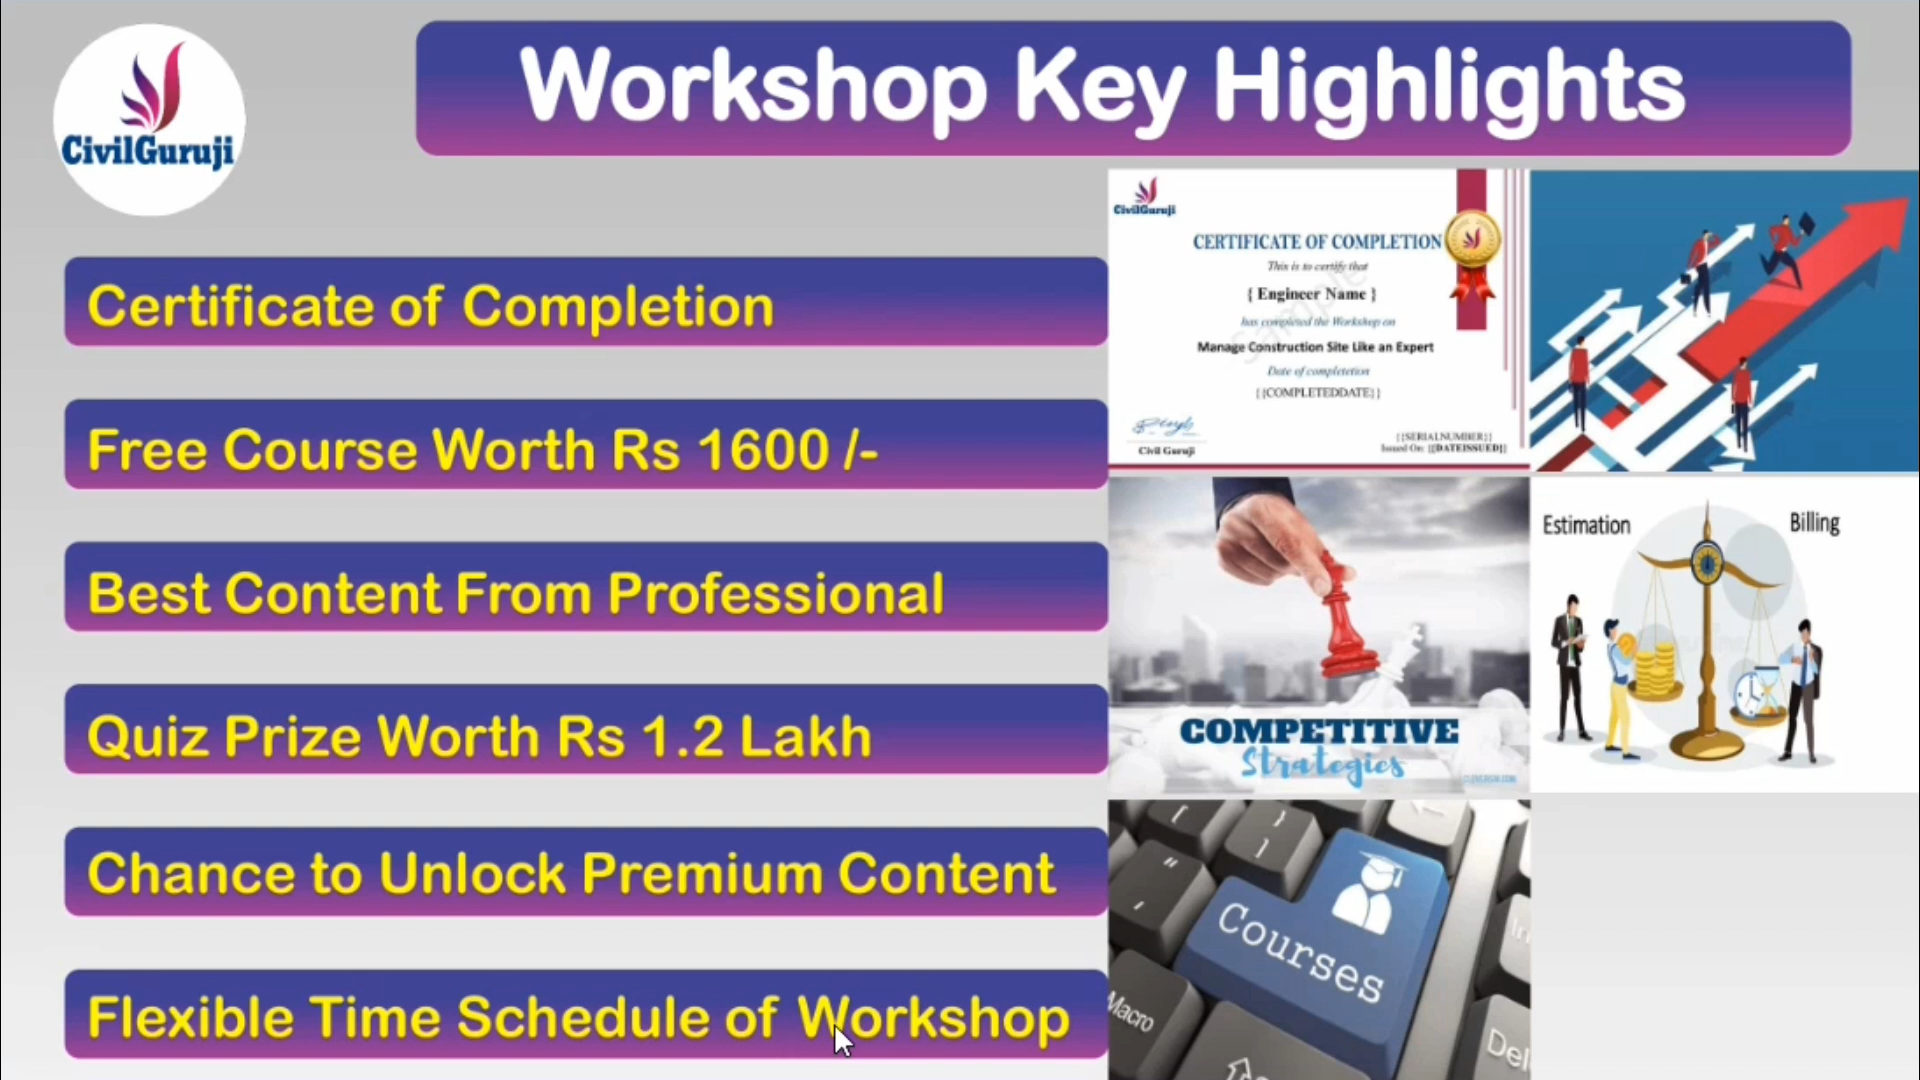 CivilGuruji
Workshop Key Highlights
Certificate of Completion
Free Course Worth Rs 1600 /-
Best Content From Professional
Quiz Prize Worth Rs 1.2 Lakh
Chance to Unlock Premium Content
Flexible Time Schedule of Workshop
CivilGuruji
CERTIFICATE OF COMPLETION
This is to certify that
{ Engineer Name }
has completed the Workshop on
Manage Construction Site Like an Expert
Date of completetion
{{COMPLETEDDATE}}
Sample
Civil Guruji
{{SERIALNUMBER}}
Issued On: {{DATEISSUED}}
COMPETITIVE
Strategies
Estimation
Billing
Courses
Macro
Del